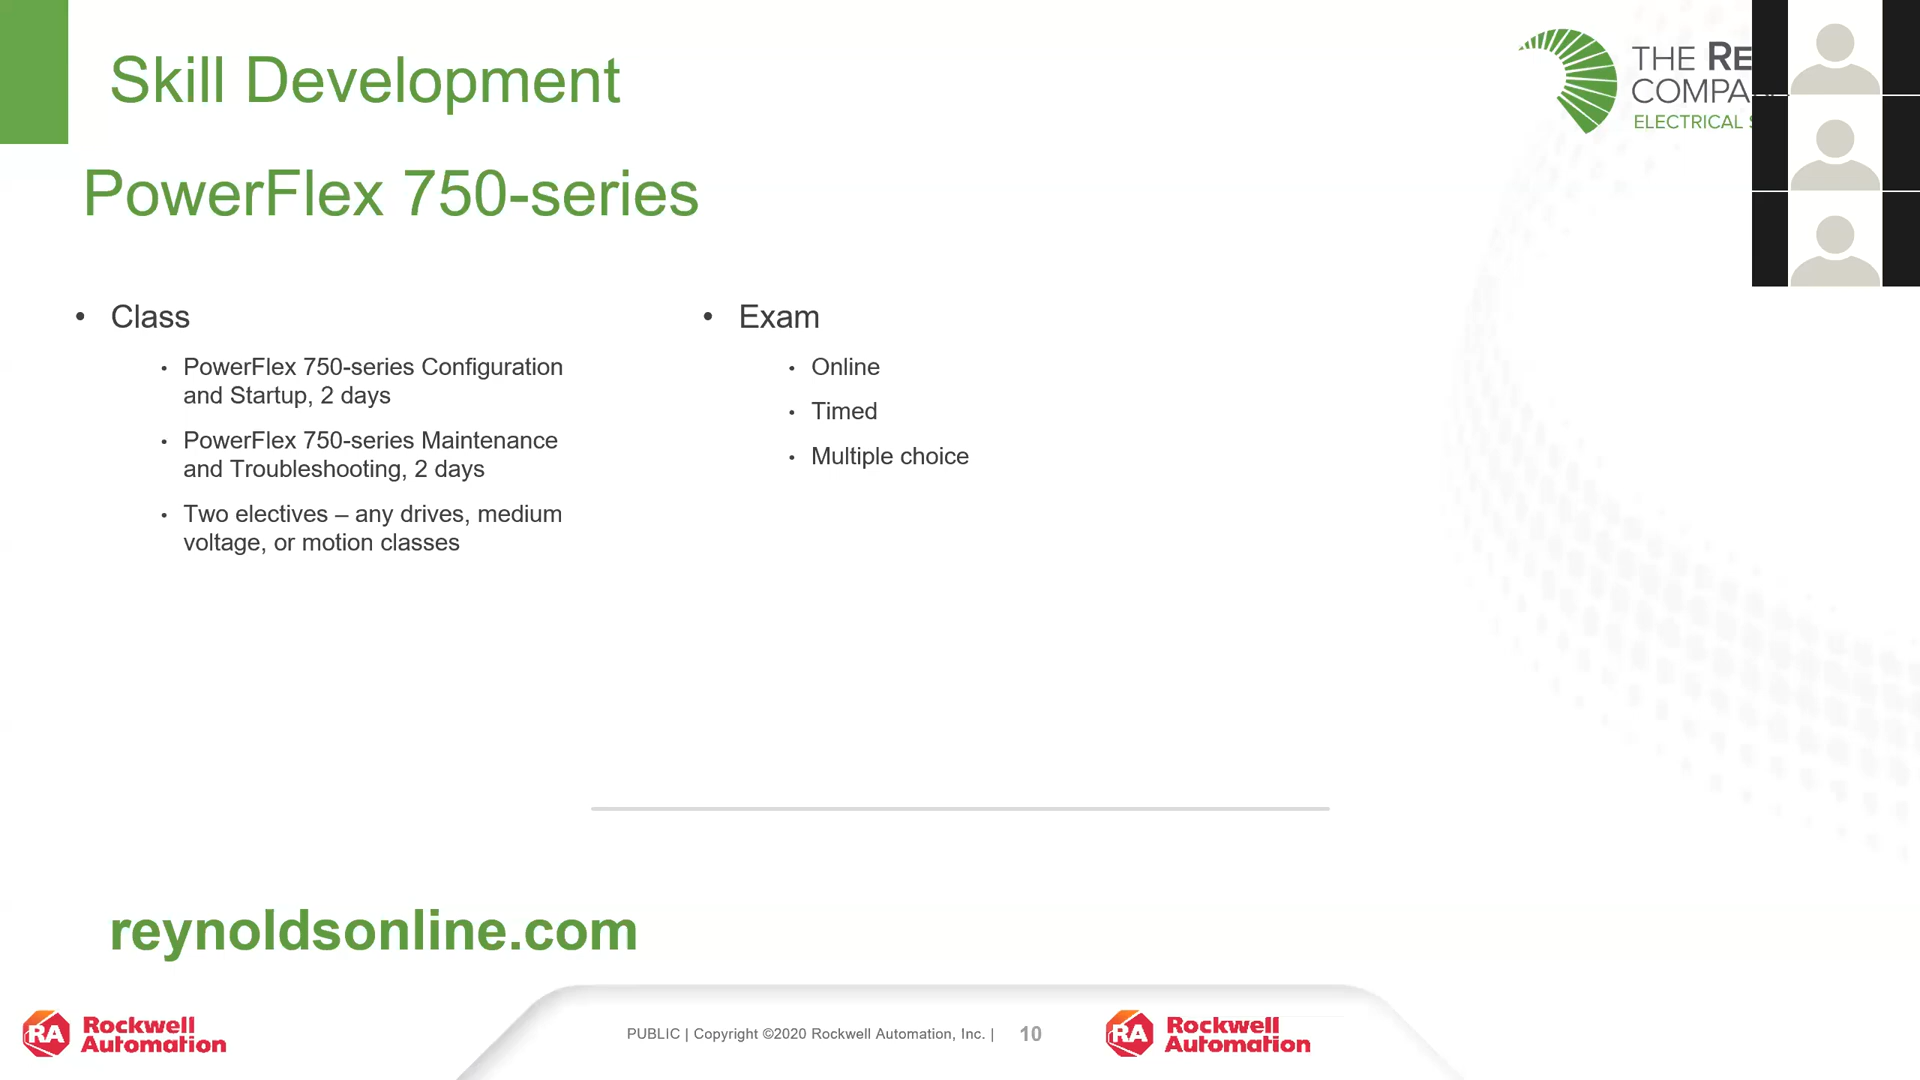 Skill Development
THE RE
COMPA
ELECTRICAL
PowerFlex 750-series
• Class
• PowerFlex 750-series Configuration
and Startup, 2 days
• PowerFlex 750-series Maintenance
and Troubleshooting, 2 days
• Two electives – any drives, medium
voltage, or motion classes
• Exam
• Online
• Timed
• Multiple choice
reynoldsonline.com
RA Rockwell
Automation
PUBLIC | Copyright ©2020 Rockwell Automation, Inc. | 10
RA Rockwell
Automation